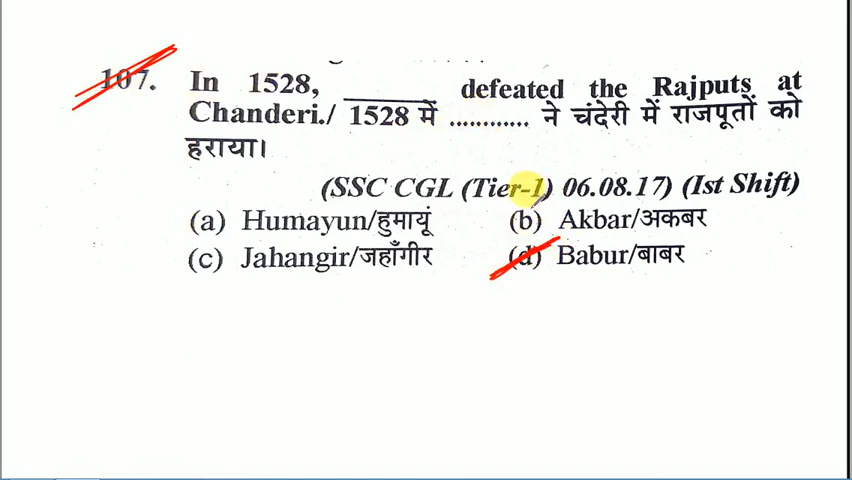 107. In 1528, ________ defeated the Rajputs at
Chanderi./ 1528 में ............ ने चंदेरी में राजपूतों को
हराया।
(SSC CGL (Tier-1) 06.08.17) (Ist Shift)
(a) Humayun/हुमायूं (b) Akbar/अकबर
(c) Jahangir/जहाँगीर (d) Babur/बाबर